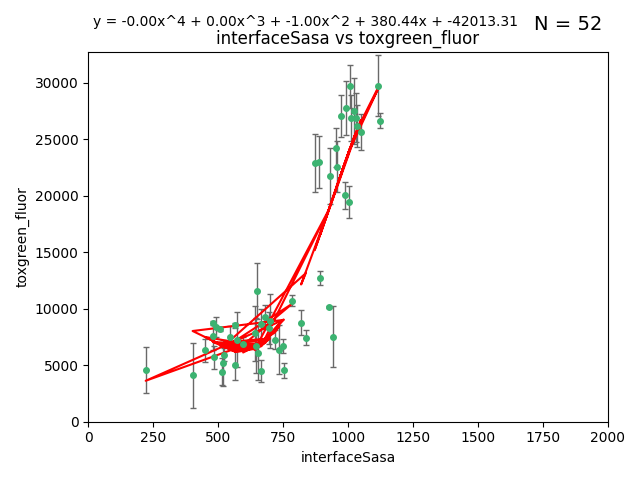 y = -0.00x^4 + 0.00x^3 + -1.00x^2 + 380.44x + -42013.31 N = 52
interfaceSasa vs toxgreen_fluor
30000
25000
20000
15000
10000
5000
0
toxgreen_fluor
0 250 500 750 1000 1250 1500 1750 2000
interfaceSasa